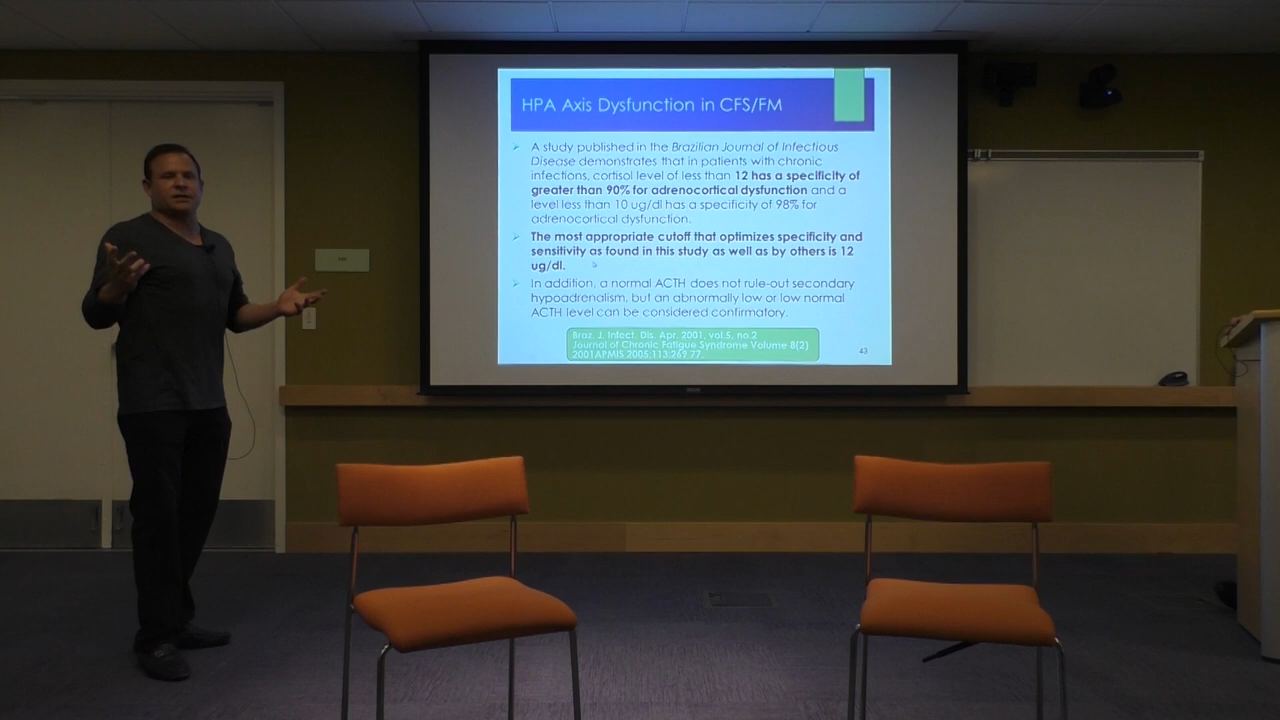 HPA Axis Dysfunction in CFS/FM
A study published in the Brazilian Journal of Infectious
Disease demonstrates that in patients with chronic
infections, cortisol level of less than 12 has a specificity of
greater than 90% for adrenocortical dysfunction and a
level less than 10 ug/dl has a specificity of 98% for
adrenocortical dysfunction.
The most appropriate cutoff that optimizes specificity and
sensitivity as found in this study as well as by others is 12
ug/dl.
In addition, a normal ACTH does not rule-out secondary
hypoadrenalism, but an abnormally low or low normal
ACTH level can be considered confirmatory.
Braz. J. Infect. Dis. Apr. 2001, vol.5, no.2
Journal of Chronic Fatigue Syndrome Volume 8(2)
2001APMIS 2005;113:269 77.
43